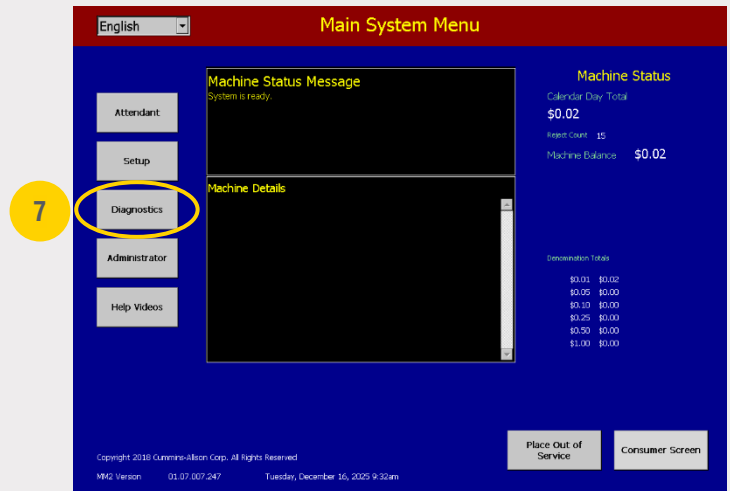 English
Main System Menu
Machine Status Message
System is ready.
Machine Status
Calendar Day Total
$0.02
Reject Count 15
Machine Balance $0.02
Attendant
Setup
7
Diagnostics
Administrator
Help Videos
Machine Details
Denomination Totals
$0.01 $0.02
$0.05 $0.00
$0.10 $0.00
$0.25 $0.00
$0.50 $0.00
$1.00 $0.00
Place Out of
Service
Consumer Screen
Copyright 2018 Cummins-Allison Corp. All Rights Reserved
MM2 Version 01.07.007.247 Tuesday, December 16, 2025 9:32am